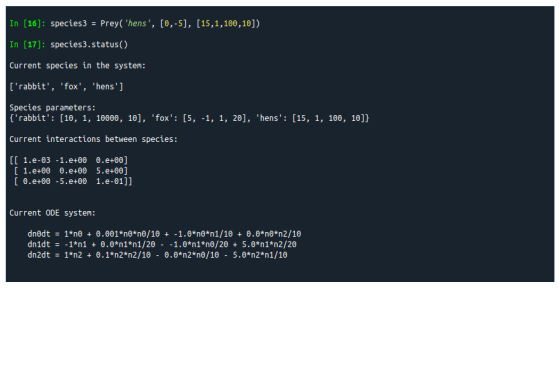 In [16]: species3 = Prey('hens', [0,-5], [15,1,100,10])
In [17]: species3.status()
Current species in the system:
['rabbit', 'fox', 'hens']
Species parameters:
{'rabbit': [10, 1, 10000, 10], 'fox': [5, -1, 1, 20], 'hens': [15, 1, 100, 10]}
Current interactions between species:
[[ 1.e-03 -1.e+00  0.e+00]
 [ 1.e+00  0.e+00  5.e+00]
 [ 0.e+00 -5.e+00  1.e-01]]
Current ODE system:
dn0dt = 1*n0 + 0.001*n0*n0/10 + -1.0*n0*n1/10 + 0.0*n0*n2/10
dn1dt = -1*n1 + 0.0*n1*n1/20 - -1.0*n1*n0/20 + 5.0*n1*n2/20
dn2dt = 1*n2 + 0.1*n2*n2/10 - 0.0*n2*n0/10 - 5.0*n2*n1/10